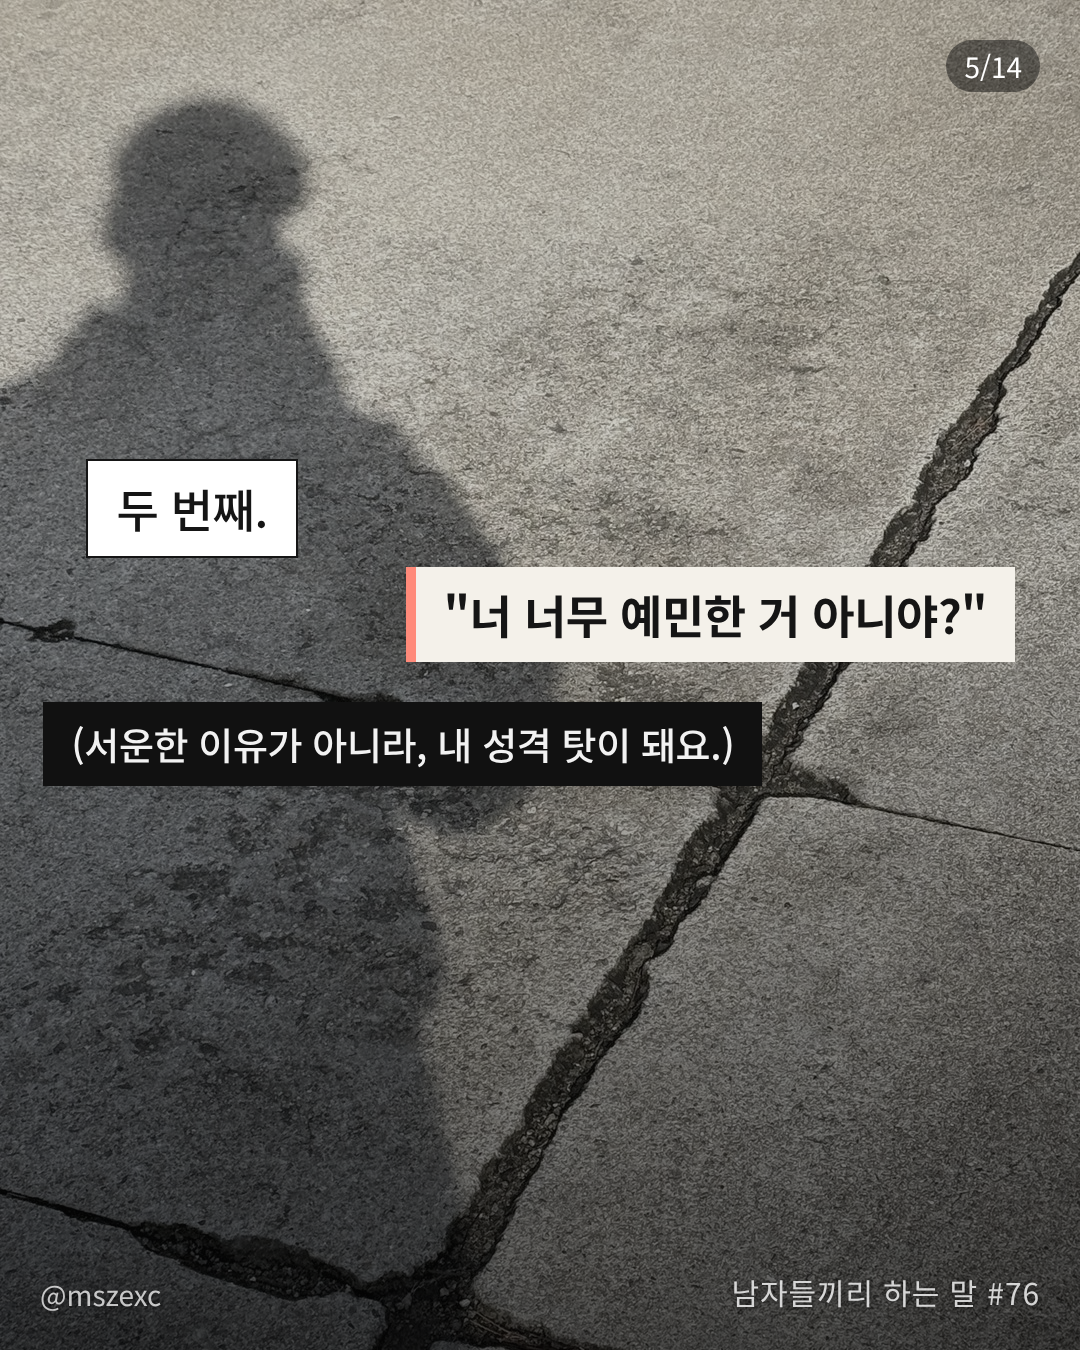 5/14
두 번째.
"너 너무 예민한 거 아니야?"
(서운한 이유가 아니라, 내 성격 탓이 돼요.)
@mszexc
남자들끼리 하는 말 #76